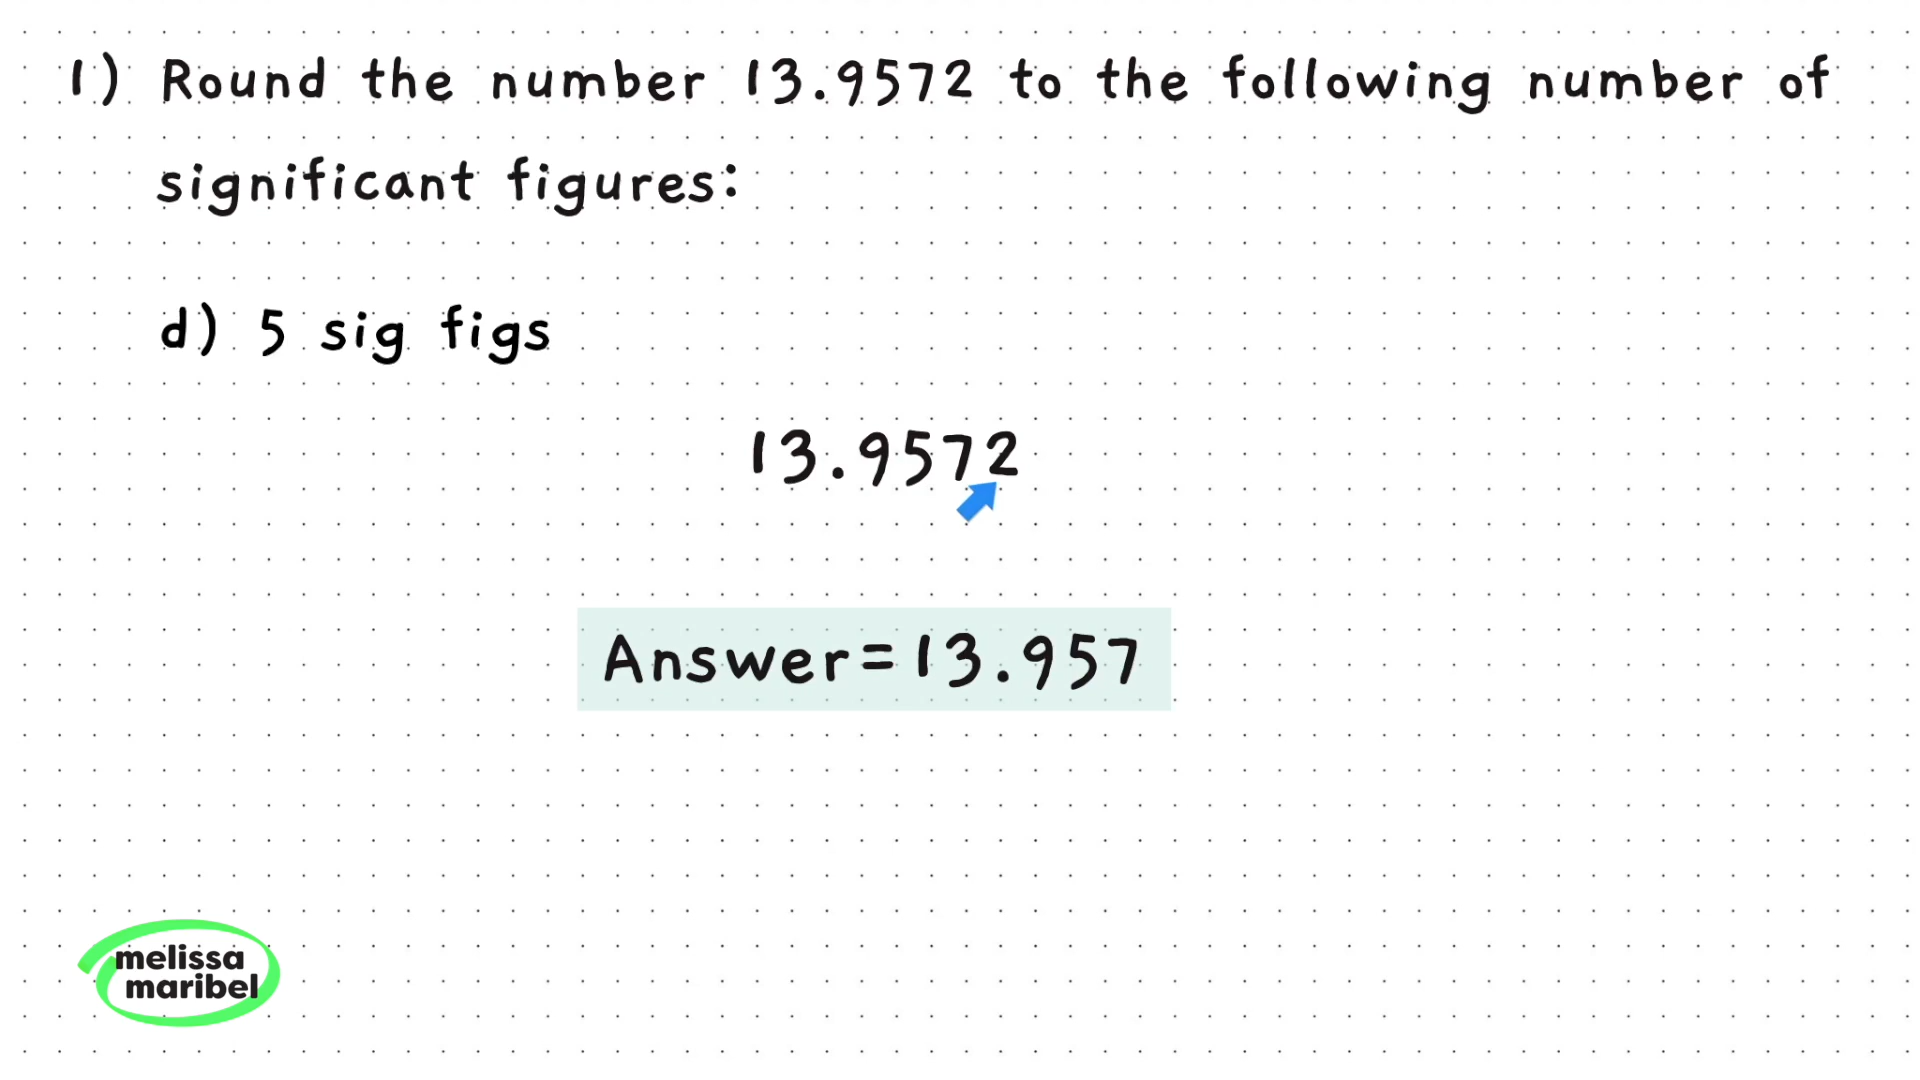 1) Round the number 13.9572 to the following number of
significant figures:
d) 5 sig figs
13.9572
Answer=13.957
melissa
maribel